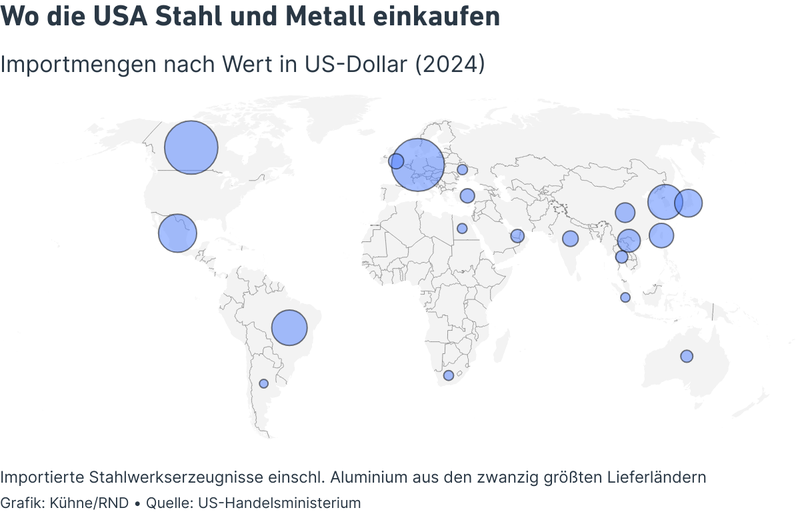 Wo die USA Stahl und Metall einkaufen
Importmengen nach Wert in US-Dollar (2024)
Importierte Stahlwerkserzeugnisse einschl. Aluminium aus den zwanzig größten Lieferländern
Grafik: Kühne/RND • Quelle: US-Handelsministerium